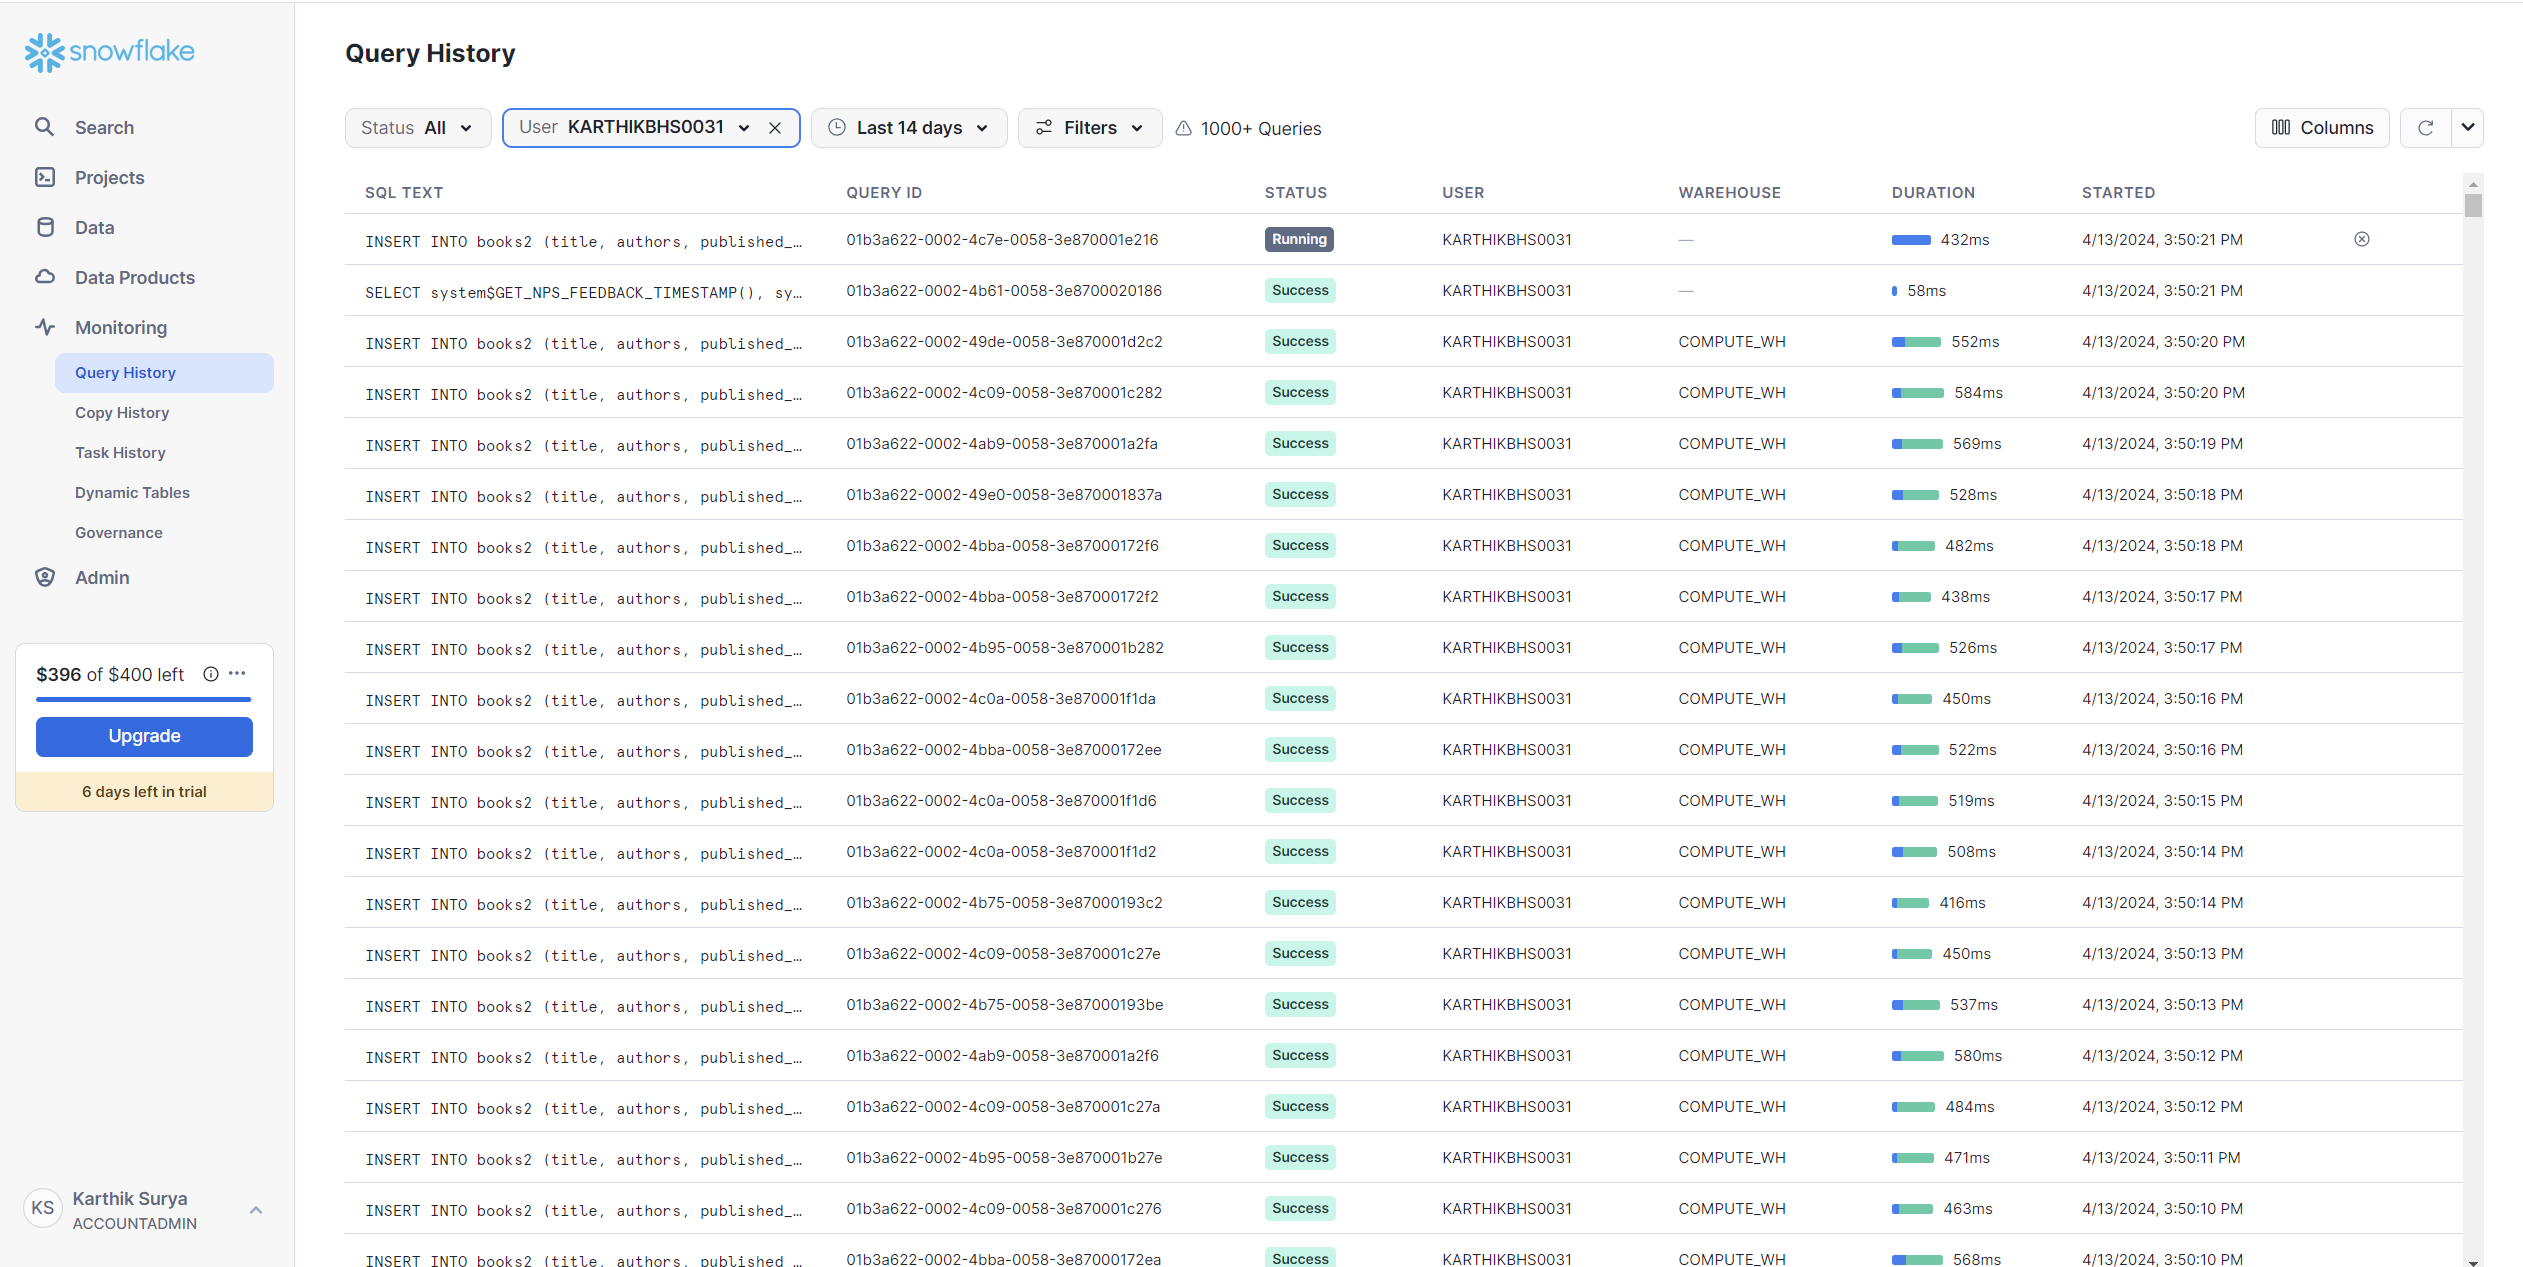 snowflake
Search
Projects
Data
Data Products
Monitoring
Query History
Copy History
Task History
Dynamic Tables
Governance
Admin
$396 of $400 left
Upgrade
6 days left in trial
KS
Karthik Surya
ACCOUNTADMIN
Query History
Status All User KARTHIKBHS0031 Last 14 days Filters 1000+ Queries Columns
SQL TEXT QUERY ID STATUS USER WAREHOUSE DURATION STARTED
INSERT INTO books2 (title, authors, published_… 01b3a622-0002-4c7e-0058-3e870001e216 Running KARTHIKBHS0031 — 432ms 4/13/2024, 3:50:21 PM
SELECT system$GET_NPS_FEEDBACK_TIMESTAMP(), sy… 01b3a622-0002-4b61-0058-3e8700020186 Success KARTHIKBHS0031 — 58ms 4/13/2024, 3:50:21 PM
INSERT INTO books2 (title, authors, published_… 01b3a622-0002-49de-0058-3e870001d2c2 Success KARTHIKBHS0031 COMPUTE_WH 552ms 4/13/2024, 3:50:20 PM
INSERT INTO books2 (title, authors, published_… 01b3a622-0002-4c09-0058-3e870001c282 Success KARTHIKBHS0031 COMPUTE_WH 584ms 4/13/2024, 3:50:20 PM
INSERT INTO books2 (title, authors, published_… 01b3a622-0002-4ab9-0058-3e870001a2fa Success KARTHIKBHS0031 COMPUTE_WH 569ms 4/13/2024, 3:50:19 PM
INSERT INTO books2 (title, authors, published_… 01b3a622-0002-49e0-0058-3e870001837a Success KARTHIKBHS0031 COMPUTE_WH 528ms 4/13/2024, 3:50:18 PM
INSERT INTO books2 (title, authors, published_… 01b3a622-0002-4bba-0058-3e87000172f6 Success KARTHIKBHS0031 COMPUTE_WH 482ms 4/13/2024, 3:50:18 PM
INSERT INTO books2 (title, authors, published_… 01b3a622-0002-4bba-0058-3e87000172f2 Success KARTHIKBHS0031 COMPUTE_WH 438ms 4/13/2024, 3:50:17 PM
INSERT INTO books2 (title, authors, published_… 01b3a622-0002-4b95-0058-3e870001b282 Success KARTHIKBHS0031 COMPUTE_WH 526ms 4/13/2024, 3:50:17 PM
INSERT INTO books2 (title, authors, published_… 01b3a622-0002-4c0a-0058-3e870001f1da Success KARTHIKBHS0031 COMPUTE_WH 450ms 4/13/2024, 3:50:16 PM
INSERT INTO books2 (title, authors, published_… 01b3a622-0002-4bba-0058-3e87000172ee Success KARTHIKBHS0031 COMPUTE_WH 522ms 4/13/2024, 3:50:16 PM
INSERT INTO books2 (title, authors, published_… 01b3a622-0002-4c0a-0058-3e870001f1d6 Success KARTHIKBHS0031 COMPUTE_WH 519ms 4/13/2024, 3:50:15 PM
INSERT INTO books2 (title, authors, published_… 01b3a622-0002-4c0a-0058-3e870001f1d2 Success KARTHIKBHS0031 COMPUTE_WH 508ms 4/13/2024, 3:50:14 PM
INSERT INTO books2 (title, authors, published_… 01b3a622-0002-4b75-0058-3e87000193c2 Success KARTHIKBHS0031 COMPUTE_WH 416ms 4/13/2024, 3:50:14 PM
INSERT INTO books2 (title, authors, published_… 01b3a622-0002-4c09-0058-3e870001c27e Success KARTHIKBHS0031 COMPUTE_WH 450ms 4/13/2024, 3:50:13 PM
INSERT INTO books2 (title, authors, published_… 01b3a622-0002-4b75-0058-3e87000193be Success KARTHIKBHS0031 COMPUTE_WH 537ms 4/13/2024, 3:50:13 PM
INSERT INTO books2 (title, authors, published_… 01b3a622-0002-4ab9-0058-3e870001a2f6 Success KARTHIKBHS0031 COMPUTE_WH 580ms 4/13/2024, 3:50:12 PM
INSERT INTO books2 (title, authors, published_… 01b3a622-0002-4c09-0058-3e870001c27a Success KARTHIKBHS0031 COMPUTE_WH 484ms 4/13/2024, 3:50:12 PM
INSERT INTO books2 (title, authors, published_… 01b3a622-0002-4b95-0058-3e870001b27e Success KARTHIKBHS0031 COMPUTE_WH 471ms 4/13/2024, 3:50:11 PM
INSERT INTO books2 (title, authors, published_… 01b3a622-0002-4c09-0058-3e870001c276 Success KARTHIKBHS0031 COMPUTE_WH 463ms 4/13/2024, 3:50:10 PM
INSERT INTO books2 (title, authors, published_… 01b3a622-0002-4bba-0058-3e87000172ea Success KARTHIKBHS0031 COMPUTE_WH 568ms 4/13/2024, 3:50:10 PM